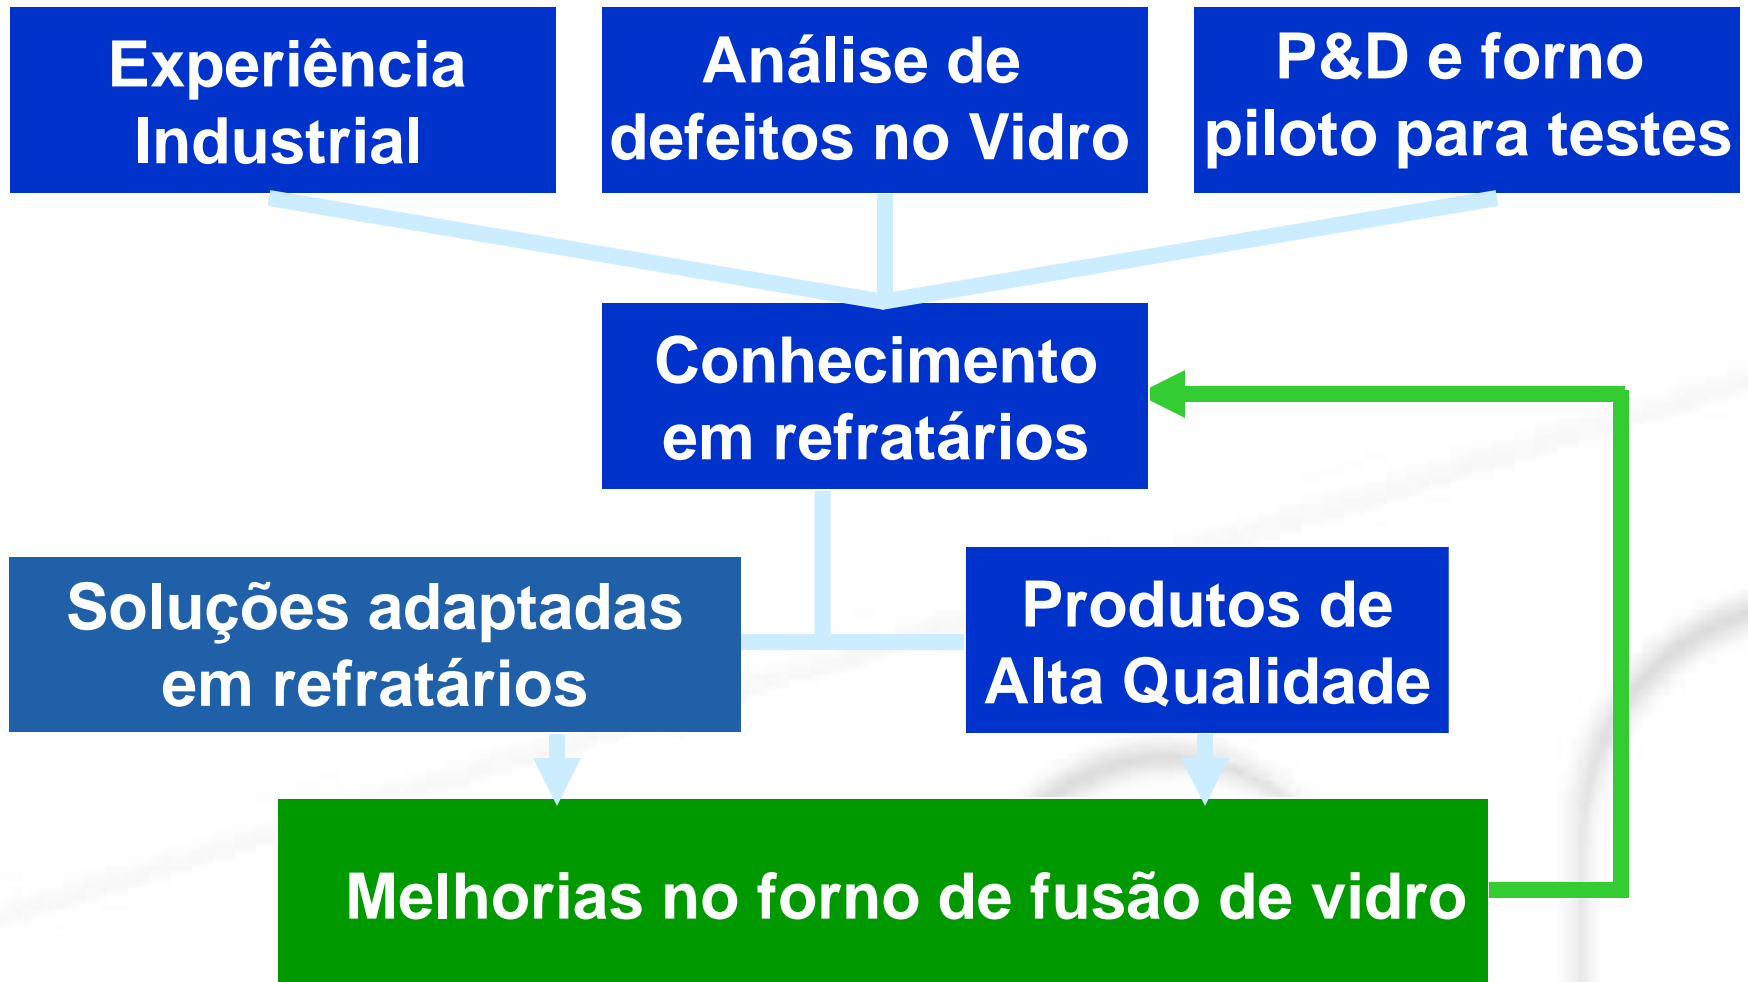 Experiência
Industrial
Análise de
defeitos no Vidro
P&D e forno
piloto para testes
Conhecimento
em refratários
Soluções adaptadas
em refratários
Produtos de
Alta Qualidade
Melhorias no forno de fusão de vidro